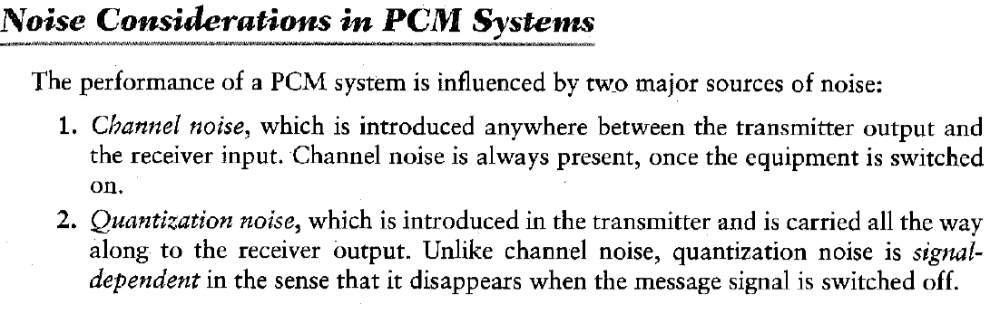 Noise Considerations in PCM Systems
The performance of a PCM system is influenced by two major sources of noise:
1. Channel noise, which is introduced anywhere between the transmitter output and
the receiver input. Channel noise is always present, once the equipment is switched
on.
2. Quantization noise, which is introduced in the transmitter and is carried all the way
along to the receiver output. Unlike channel noise, quantization noise is signal-
dependent in the sense that it disappears when the message signal is switched off.